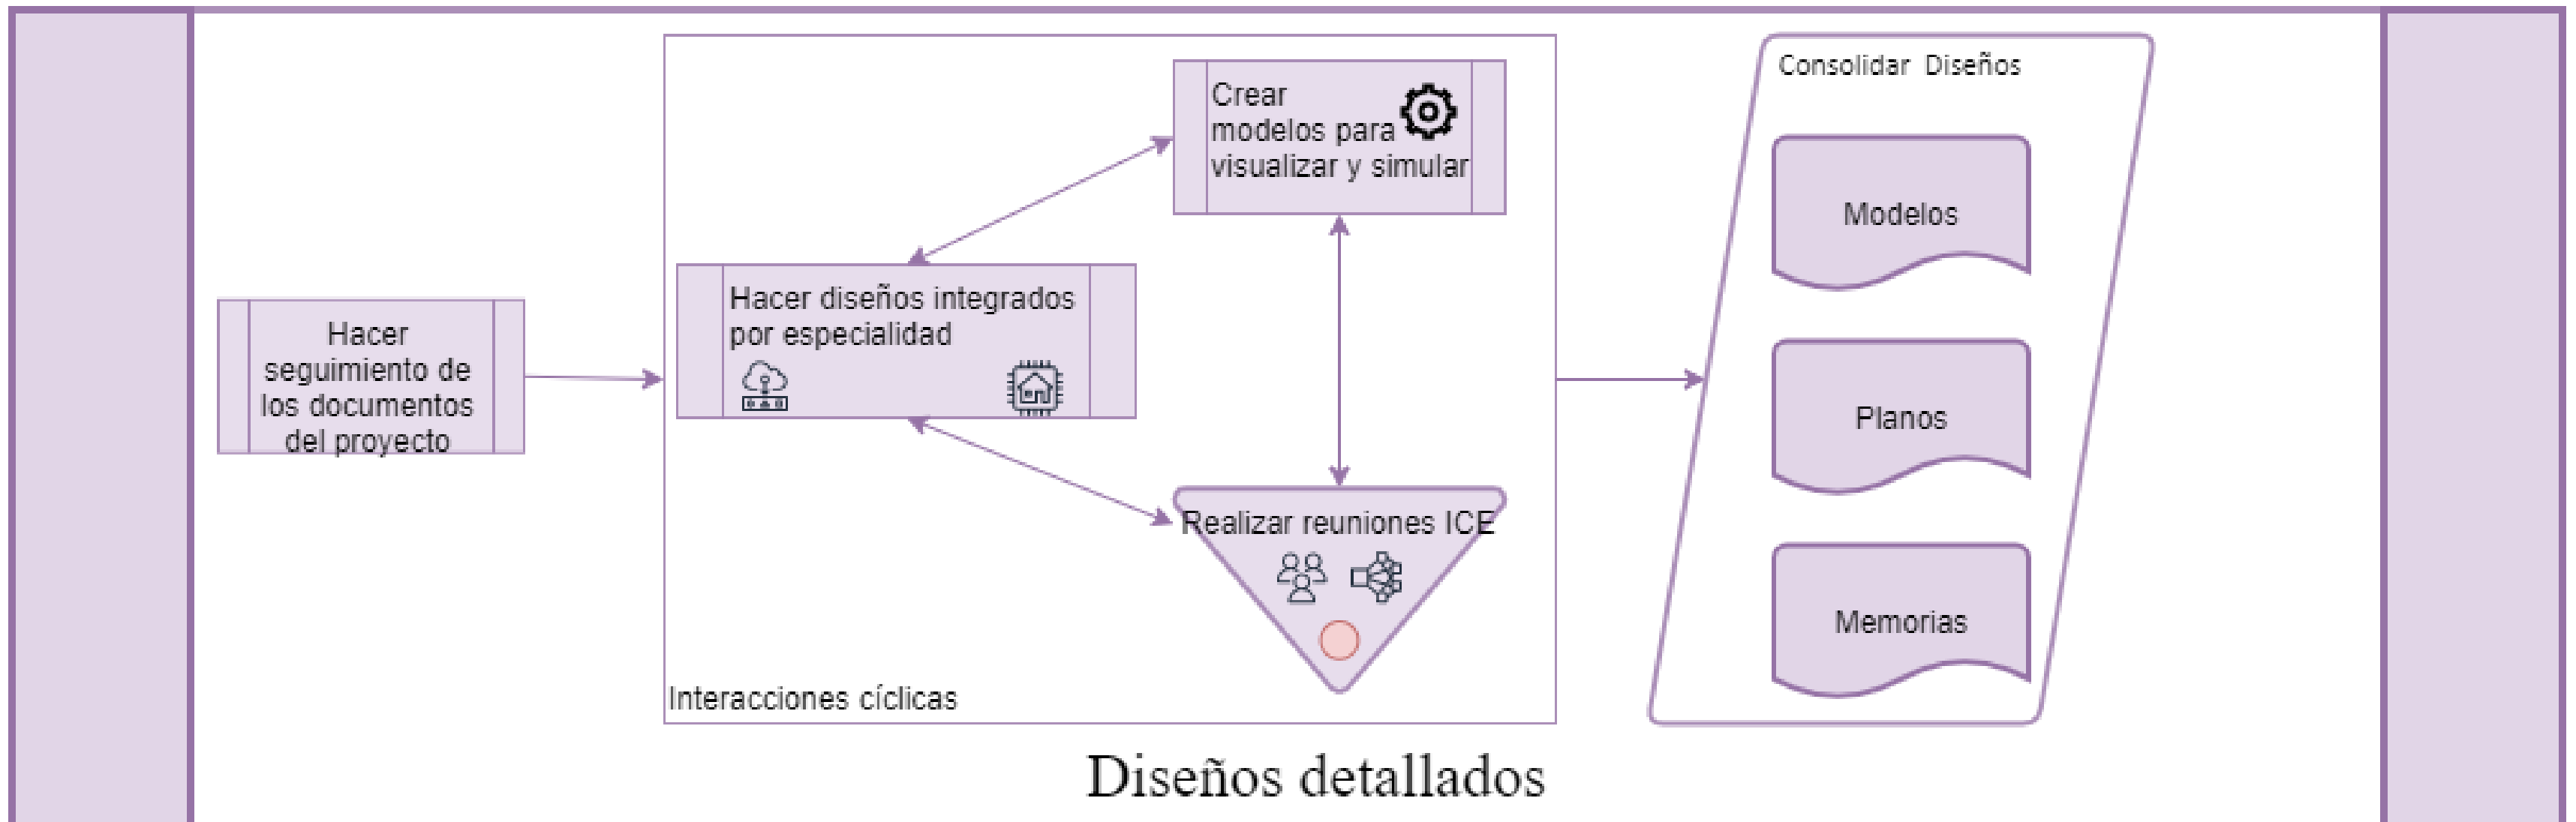 Hacer
seguimiento de
los documentos
del proyecto
Hacer diseños integrados
por especialidad
Crear
modelos para
visualizar y simular
Realizar reuniones ICE
Interacciones cíclicas
Consolidar Diseños
Modelos
Planos
Memorias
Diseños detallados